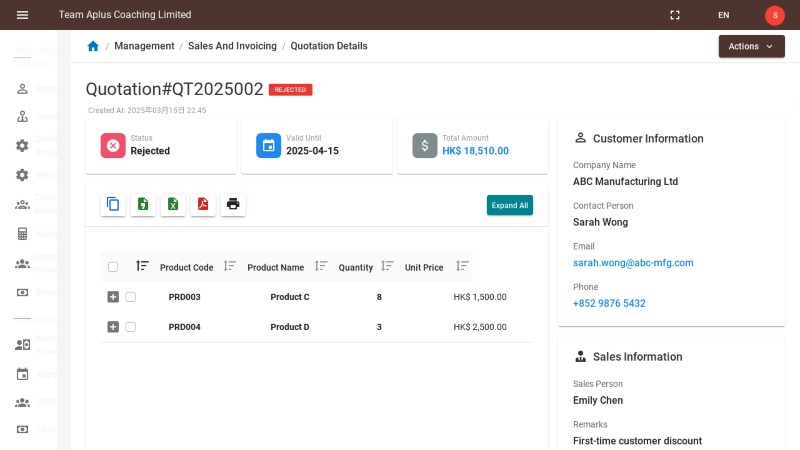 Team Aplus Coaching Limited
EN
S
/ Management / Sales And Invoicing / Quotation Details
Actions
Quotation#QT2025002 REJECTED
Created At: 2025年03月15日 22:45
Status
Rejected
Valid Until
2025-04-15
Total Amount
HK$ 18,510.00
Expand All
Product Code Product Name Quantity Unit Price
PRD003 Product C 8 HK$ 1,500.00
PRD004 Product D 3 HK$ 2,500.00
Customer Information
Company Name
ABC Manufacturing Ltd
Contact Person
Sarah Wong
Email
sarah.wong@abc-mfg.com
Phone
+852 9876 5432
Sales Information
Sales Person
Emily Chen
Remarks
First-time customer discount